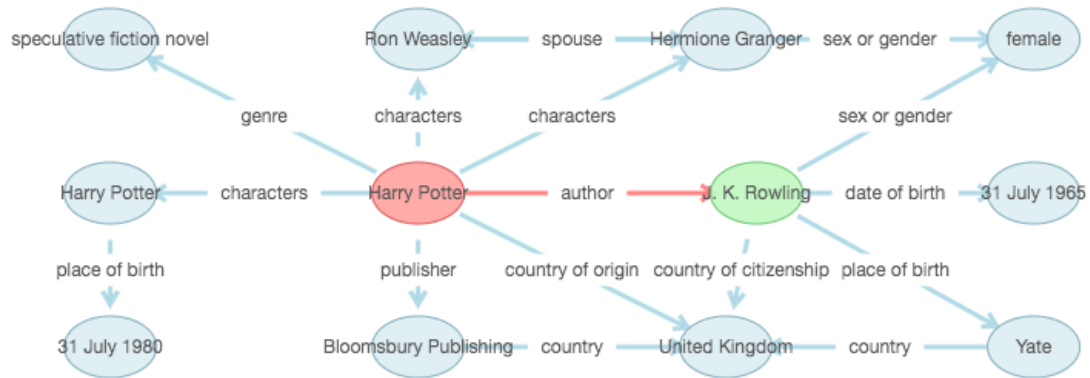 speculative fiction novel
Ron Weasley
spouse
Hermione Granger
sex or gender
female
genre
characters
characters
sex or gender
Harry Potter
characters
Harry Potter
author
J. K. Rowling
date of birth
31 July 1965
place of birth
publisher
country of origin
country of citizenship
place of birth
31 July 1980
Bloomsbury Publishing
country
United Kingdom
country
Yate